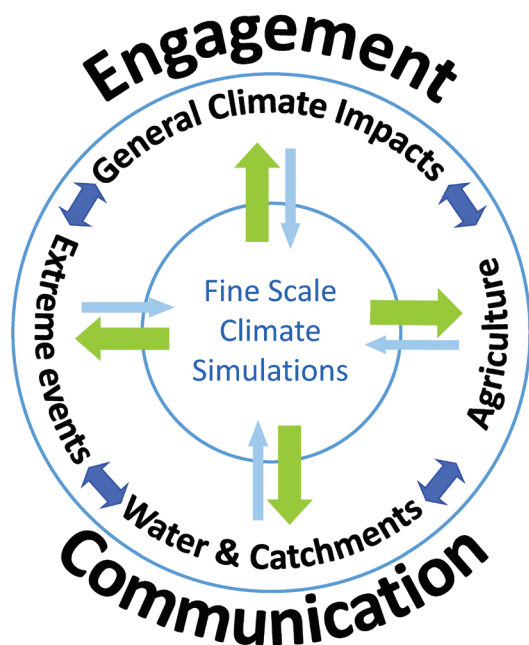 Engagement
General Climate Impacts
Extreme events
Fine Scale
Climate
Simulations
Agriculture
Water & Catchments
Communication